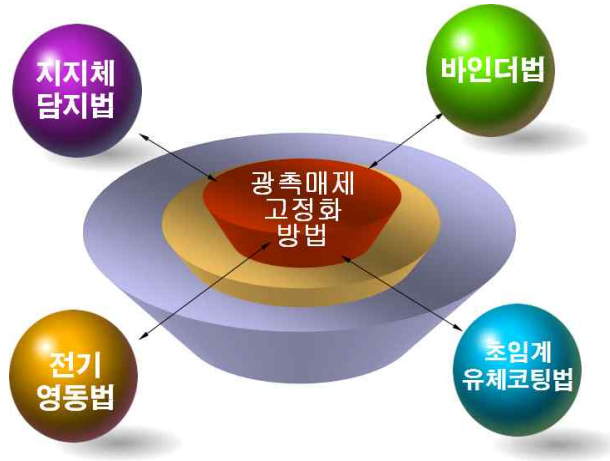 지지체
담지법
바인더법
광촉매제
고정화
방법
전기
영동법
초임계
유체코팅법